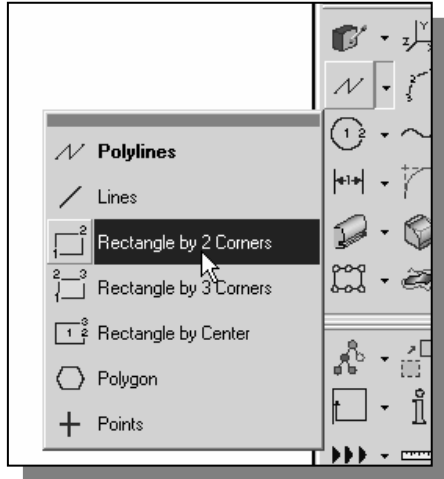 Polylines
Lines
Rectangle by 2 Corners
Rectangle by 3 Corners
Rectangle by Center
Polygon
Points